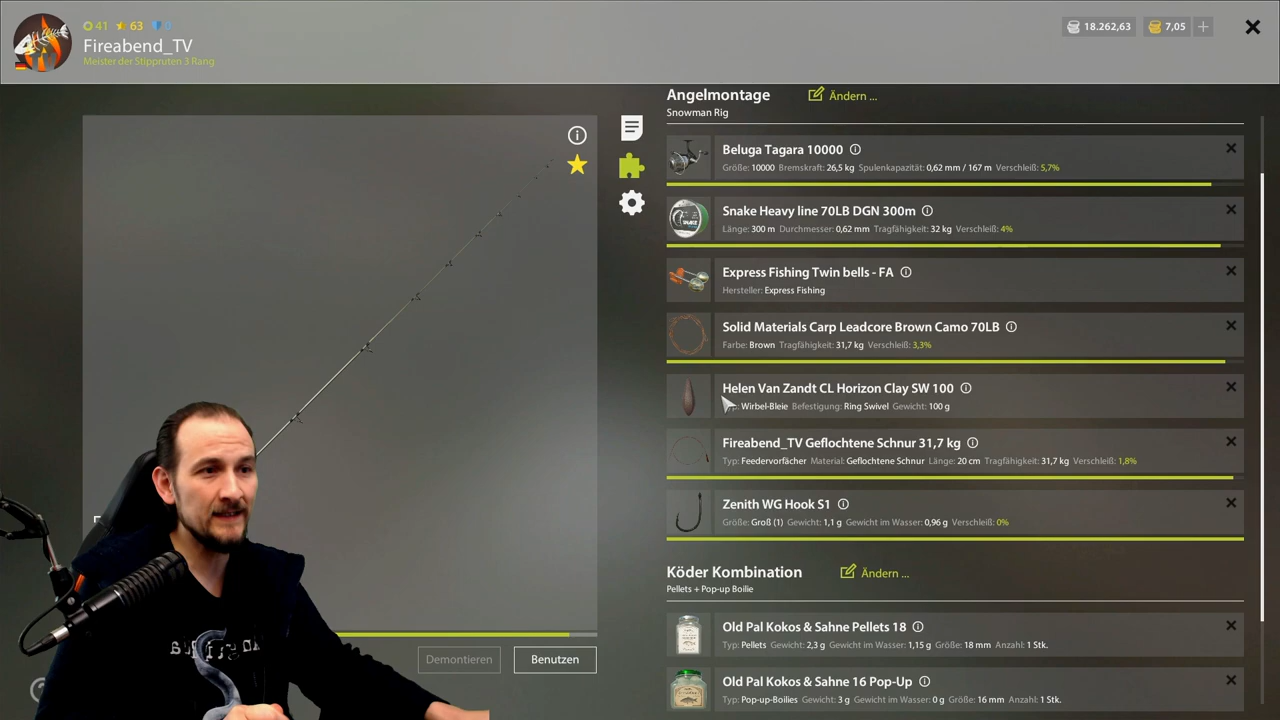 41 63 0
Fireabend_TV
Meister der Stippruten 3 Rang
18.262,63
7,05
Angelmontage
Ändern ...
Snowman Rig
Beluga Tagara 10000
Größe: 10000 Bremskraft: 26,5 kg Spulenkapazität: 0,62 mm / 167 m Verschleiß: 5,7%
Snake Heavy line 70LB DGN 300m
Länge: 300 m Durchmesser: 0,62 mm Tragfähigkeit: 32 kg Verschleiß: 4%
Express Fishing Twin bells - FA
Hersteller: Express Fishing
Solid Materials Carp Leadcore Brown Camo 70LB
Farbe: Brown Tragfähigkeit: 31,7 kg Verschleiß: 3,3%
Helen Van Zandt CL Horizon Clay SW 100
Wirbel-Bleie Befestigung: Ring Swivel Gewicht: 100 g
Fireabend_TV Geflochtene Schnur 31,7 kg
Typ: Feedervorfächer Material: Geflochtene Schnur Länge: 20 cm Tragfähigkeit: 31,7 kg Verschleiß: 1,8%
Zenith WG Hook S1
Größe: Groß (1) Gewicht: 1,1 g Gewicht im Wasser: 0,96 g Verschleiß: 0%
Köder Kombination
Ändern ...
Pellets + Pop-up Boilie
Old Pal Kokos & Sahne Pellets 18
Typ: Pellets Gewicht: 2,3 g Gewicht im Wasser: 1,15 g Größe: 18 mm Anzahl: 1 Stk.
Old Pal Kokos & Sahne 16 Pop-Up
Typ: Pop-up-Boilies Gewicht: 3 g Gewicht im Wasser: 0 g Größe: 16 mm Anzahl: 1 Stk.
Demontieren
Benutzen